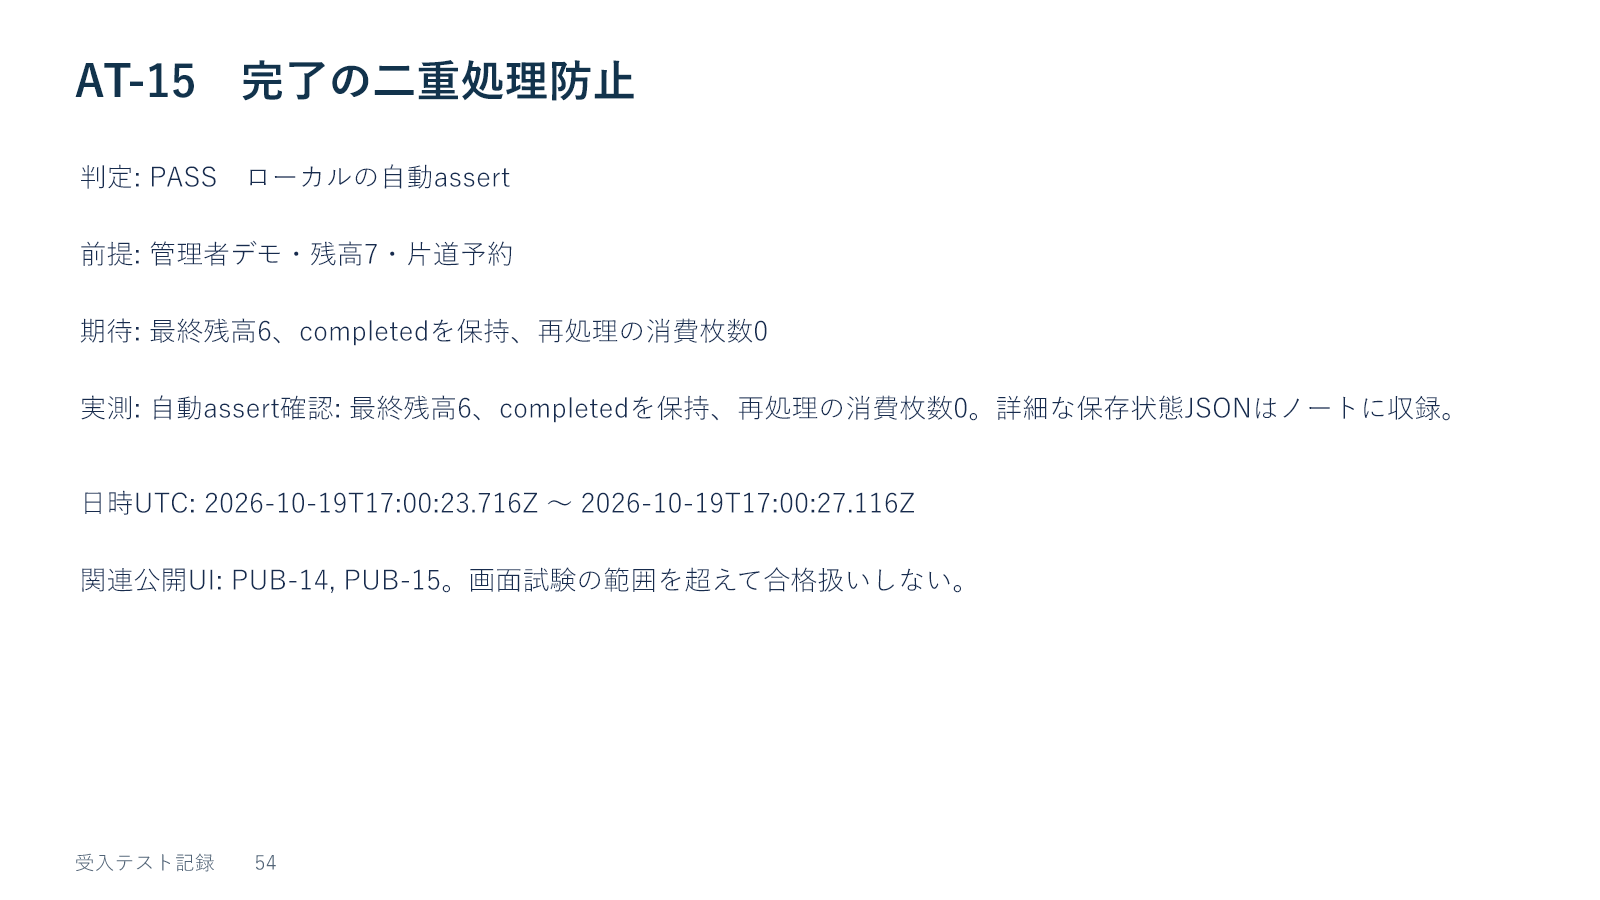 AT-15　完了の二重処理防止
判定: PASS　ローカルの自動assert
前提: 管理者デモ・残高7・片道予約
期待: 最終残高6、completedを保持、再処理の消費枚数0
実測: 自動assert確認: 最終残高6、completedを保持、再処理の消費枚数0。詳細な保存状態JSONはノートに収録。
日時UTC: 2026-10-19T17:00:23.716Z ～ 2026-10-19T17:00:27.116Z
関連公開UI: PUB-14, PUB-15。画面試験の範囲を超えて合格扱いしない。
受入テスト記録　　54